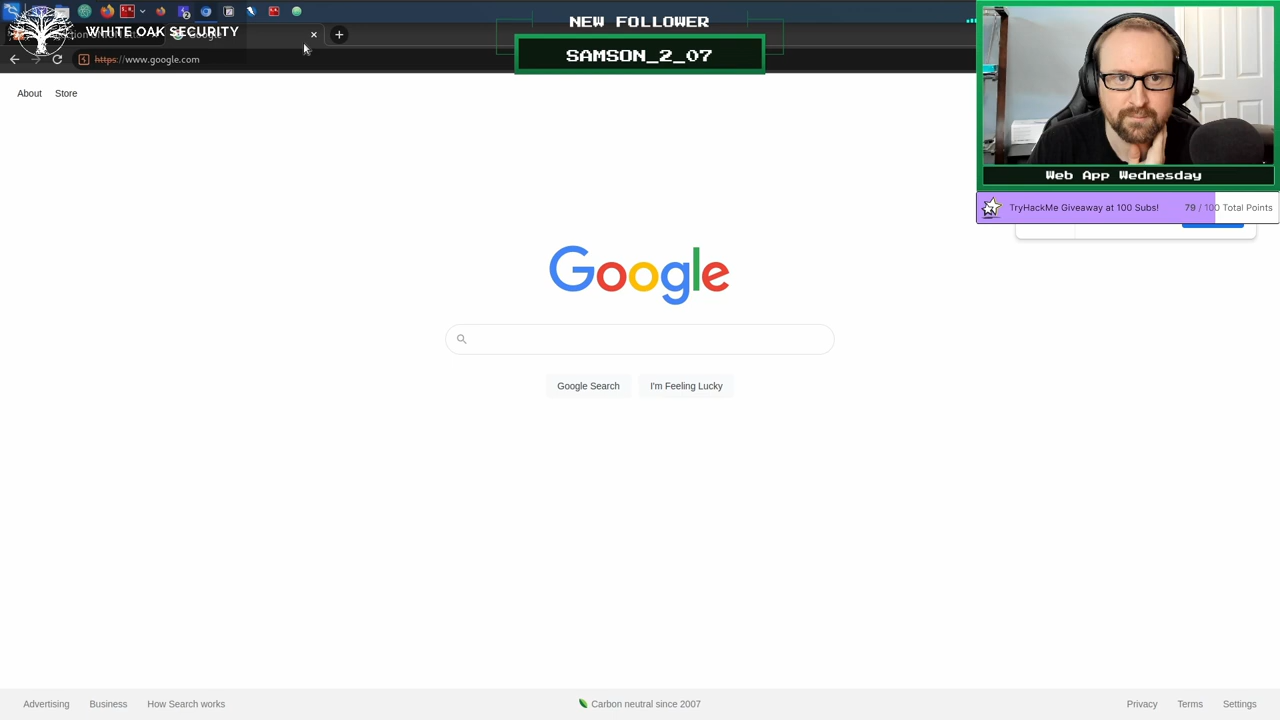 WHITE OAK SECURITY
NEW FOLLOWER
SAMSON_2_07
https://www.google.com
About Store
Web App Wednesday
TryHackMe Giveaway at 100 Subs! 79 / 100 Total Points
Google
Google Search I'm Feeling Lucky
Advertising Business How Search works Carbon neutral since 2007 Privacy Terms Settings